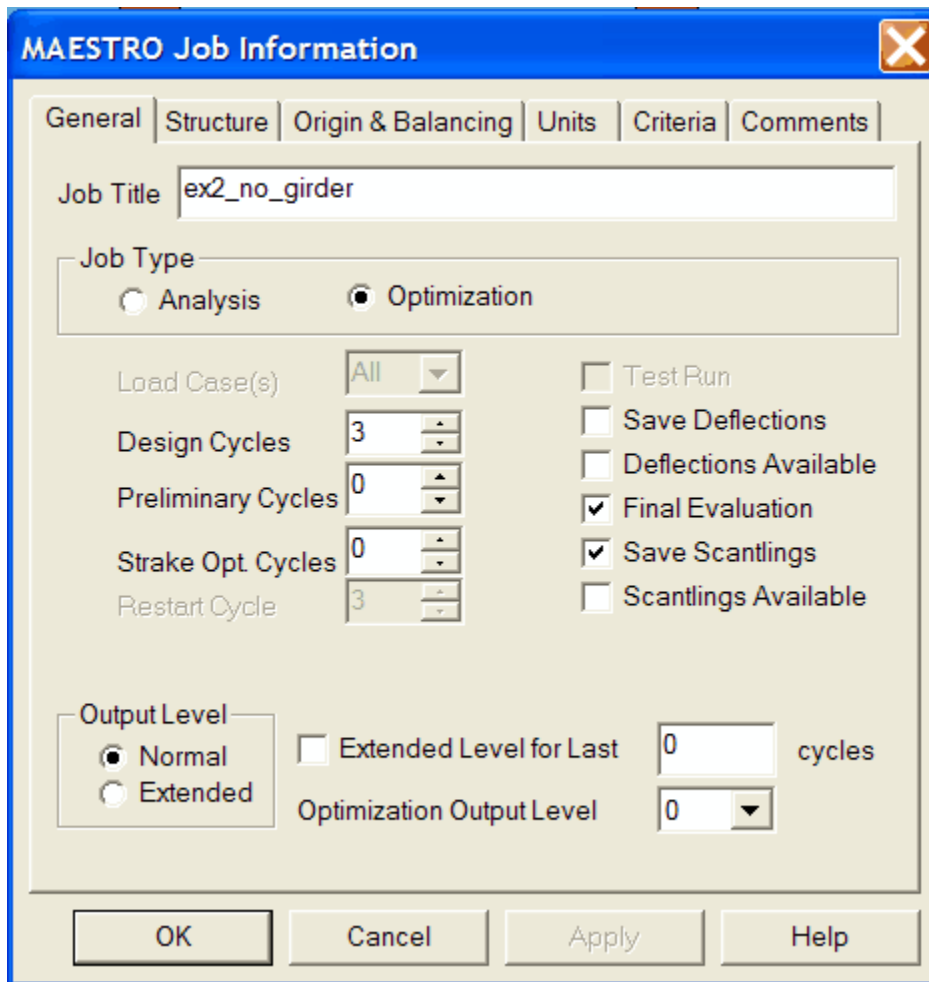 MAESTRO Job Information
General Structure Origin & Balancing Units Criteria Comments
Job Title ex2_no_girder
Job Type
Analysis Optimization
Load Case(s) All Test Run
Design Cycles 3 Save Deflections
Deflections Available
Preliminary Cycles 0 Final Evaluation
Strake Opt. Cycles 0 Save Scantlings
Restart Cycle 3 Scantlings Available
Output Level
Normal Extended Level for Last 0 cycles
Extended Optimization Output Level 0
OK Cancel Apply Help